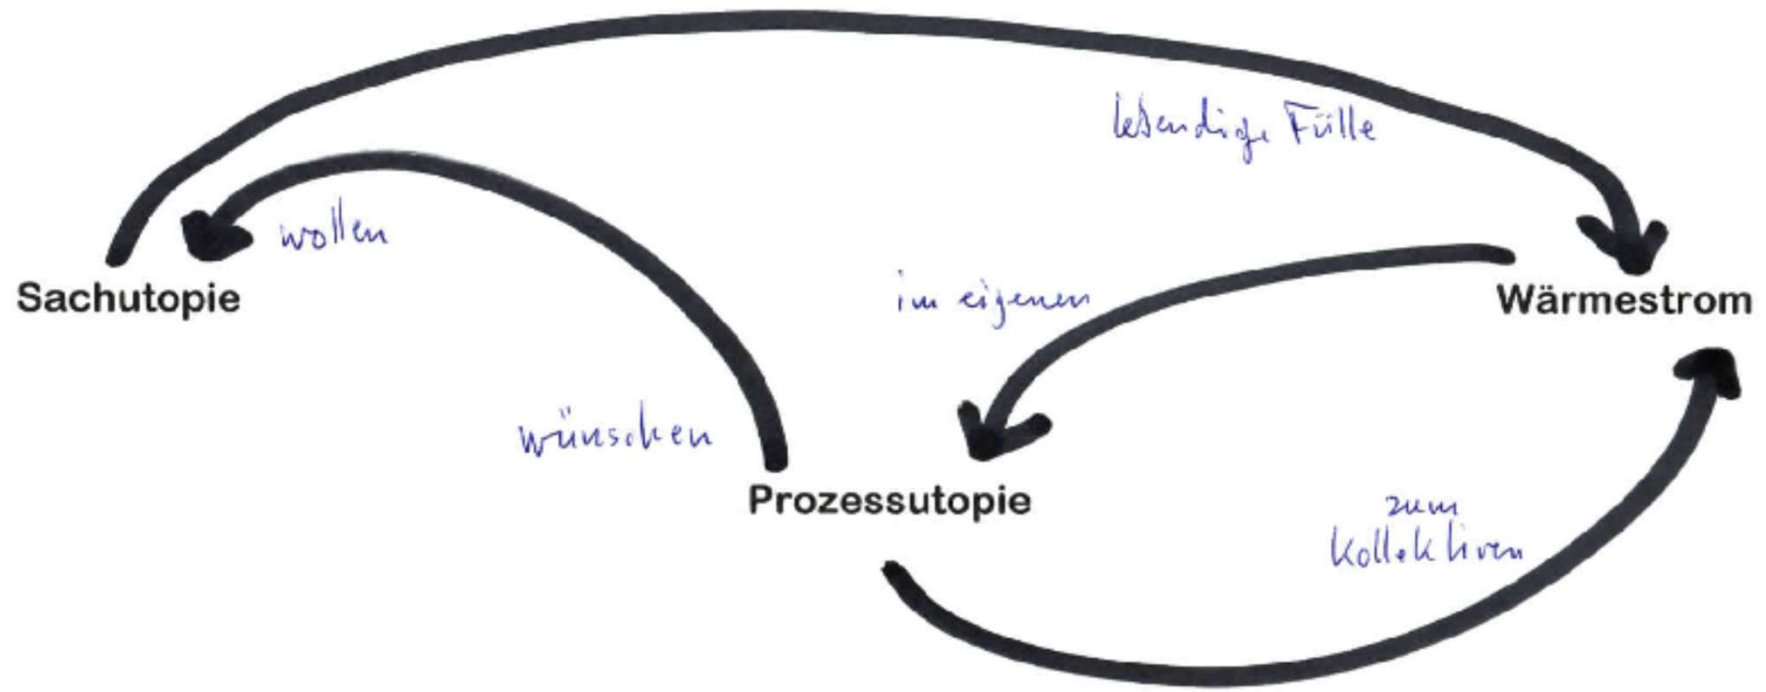 lebendige Fülle
wollen
im eigenen
Sachutopie
Wärmestrom
wünschen
Prozessutopie
zum
Kollektiven